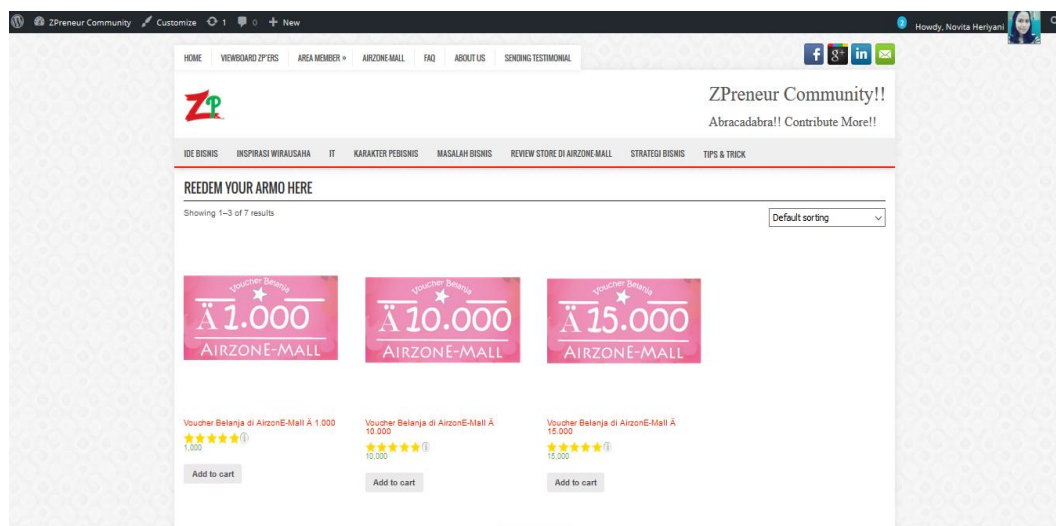 ZPreneur Community Customize 1 0 + New
2 Howdy, Novita Heriyani
HOME VIEWBOARD ZP'ERS AREA MEMBER » AIRZONE-MALL FAQ ABOUT US SENDING TESTIMONIAL
f g+ in
ZP
ZPreneur Community!!
Abracadabra!! Contribute More!!
IDE BISNIS INSPIRASI WIRAUSAHA IT KARAKTER PEBISNIS MASALAH BISNIS REVIEW STORE DI AIRZONE-MALL STRATEGI BISNIS TIPS & TRICK
REEDEM YOUR ARMO HERE
Showing 1–3 of 7 results
Default sorting
Voucher Belanja
Ä 1.000
AIRZONE-MALL
Voucher Belanja
Ä 10.000
AIRZONE-MALL
Voucher Belanja
Ä 15.000
AIRZONE-MALL
Voucher Belanja di AirzonE-Mall Ä 1.000
1,000
Add to cart
Voucher Belanja di AirzonE-Mall Ä
10.000
10,000
Add to cart
Voucher Belanja di AirzonE-Mall Ä
15.000
15,000
Add to cart